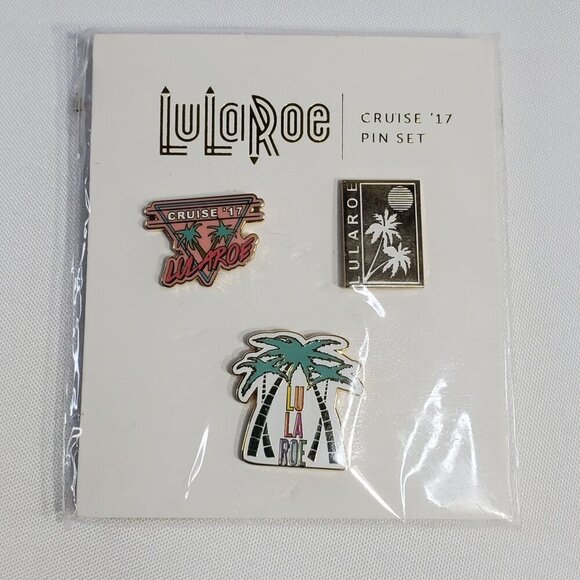 LuLaRoe
CRUISE '17
PIN SET
CRUISE '17
LULAROE
LULAROE
LU
LA
ROE